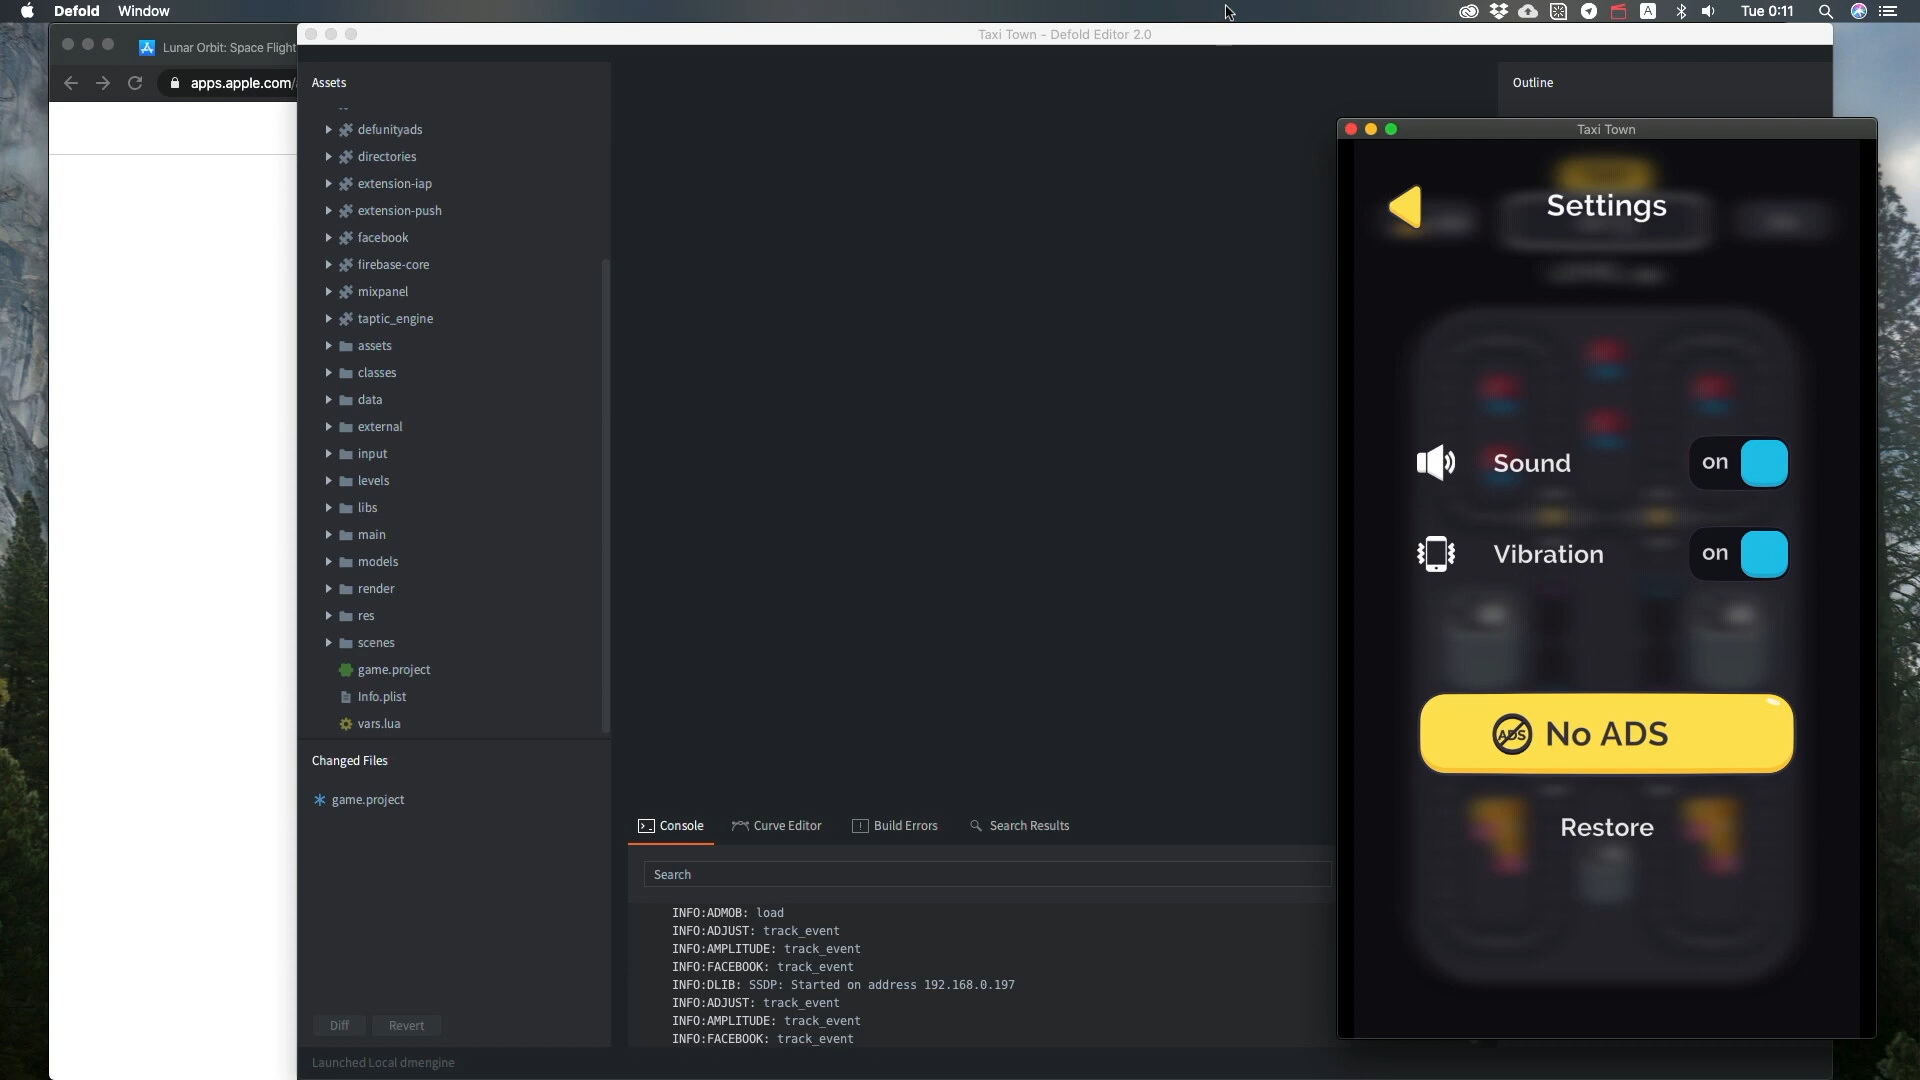 Defold Window
Tue 0:11
Lunar Orbit: Space Flight
Taxi Town - Defold Editor 2.0
apps.apple.com/
Assets
defunityads
directories
extension-iap
extension-push
facebook
firebase-core
mixpanel
taptic_engine
assets
classes
data
external
input
levels
libs
main
models
render
res
scenes
game.project
Info.plist
vars.lua
Changed Files
game.project
Diff Revert
Launched Local dmengine
Console Curve Editor Build Errors Search Results
Search
INFO:ADMOB: load
INFO:ADJUST: track_event
INFO:AMPLITUDE: track_event
INFO:FACEBOOK: track_event
INFO:DLIB: SSDP: Started on address 192.168.0.197
INFO:ADJUST: track_event
INFO:AMPLITUDE: track_event
INFO:FACEBOOK: track_event
Outline
Taxi Town
Settings
Sound on
Vibration on
ADS No ADS
Restore